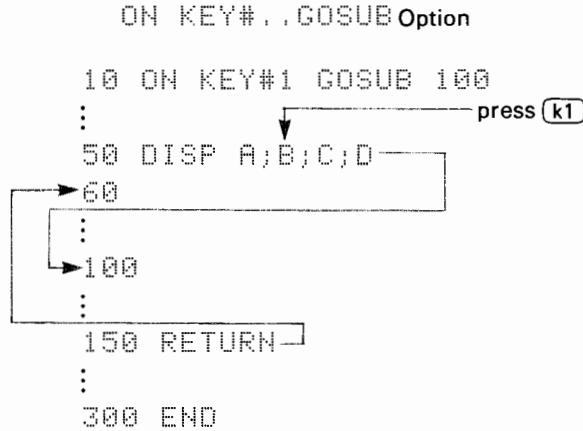 ON KEY#..GOSUB Option
10 ON KEY#1 GOSUB 100
press k1
50 DISP A;B;C;D
60
100
150 RETURN
300 END